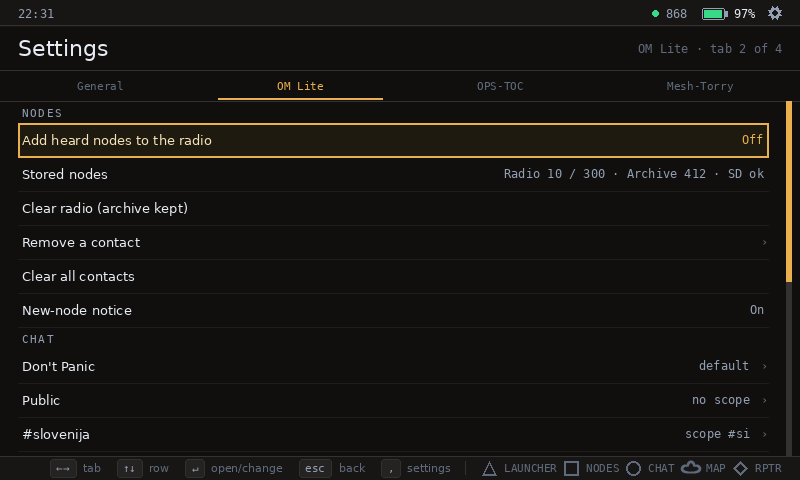 22:31 868 97%
Settings OM Lite · tab 2 of 4
General OM Lite OPS-TOC Mesh-Torry
NODES
Add heard nodes to the radio Off
Stored nodes Radio 10 / 300 · Archive 412 · SD ok
Clear radio (archive kept)
Remove a contact ›
Clear all contacts
New-node notice On
CHAT
Don't Panic default ›
Public no scope ›
#slovenija scope #si ›
←→ tab ↑↓ row ↵ open/change esc back , settings LAUNCHER NODES CHAT MAP RPTR